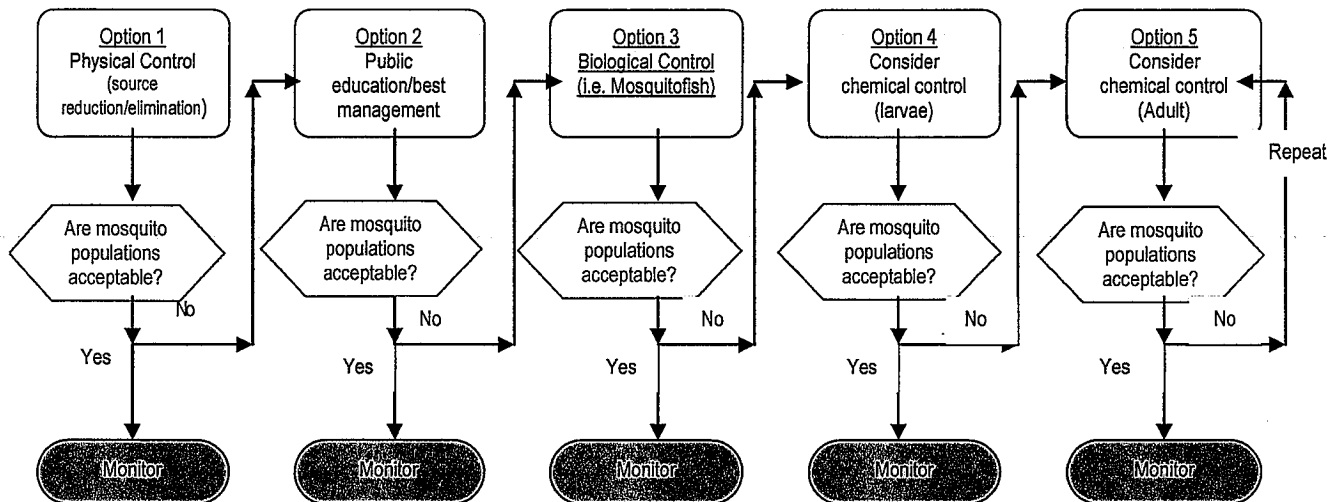 Option 1
Physical Control
(source
reduction/elimination)
Option 2
Public
education/best
management
Option 3
Biological Control
(i.e. Mosquitofish)
Option 4
Consider
chemical control
(larvae)
Option 5
Consider
chemical control
(Adult)
Repeat
Are mosquito
populations
acceptable?
Are mosquito
populations
acceptable?
Are mosquito
populations
acceptable?
Are mosquito
populations
acceptable?
Are mosquito
populations
acceptable?
No
No
No
No
No
Yes
Yes
Yes
Yes
Yes
Monitor
Monitor
Monitor
Monitor
Monitor